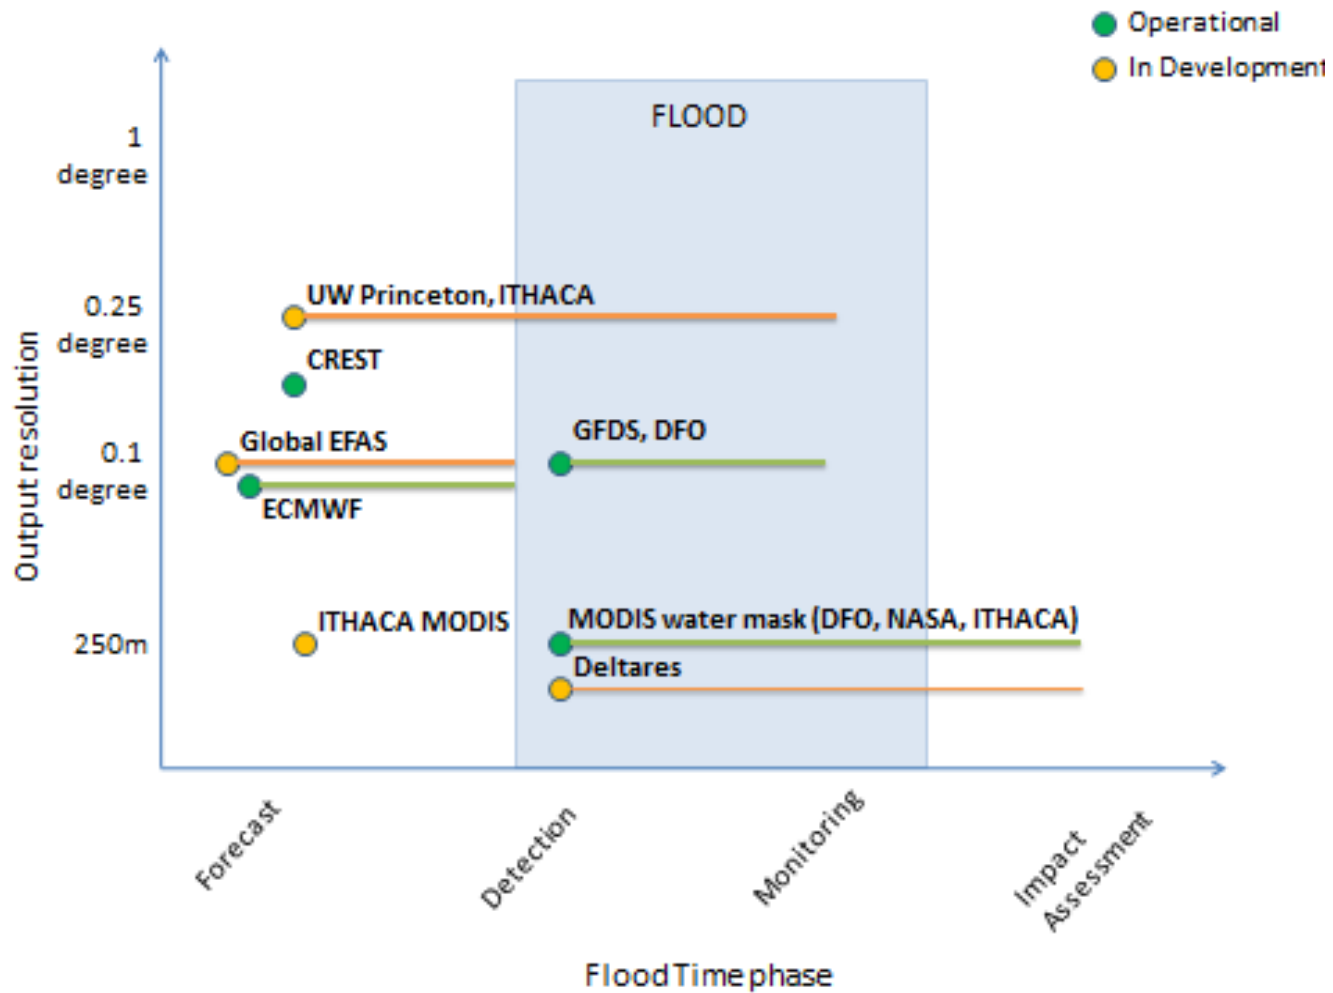 Operational
In Development
FLOOD
1
degree
UW Princeton, ITHACA
0.25
degree
CREST
Output resolution
GFDS, DFO
Global EFAS
0.1
degree
ECMWF
ITHACA MODIS
MODIS water mask (DFO, NASA, ITHACA)
250m
Deltares
Forecast
Detection
Monitoring
Impact
Assessment
Flood Time phase